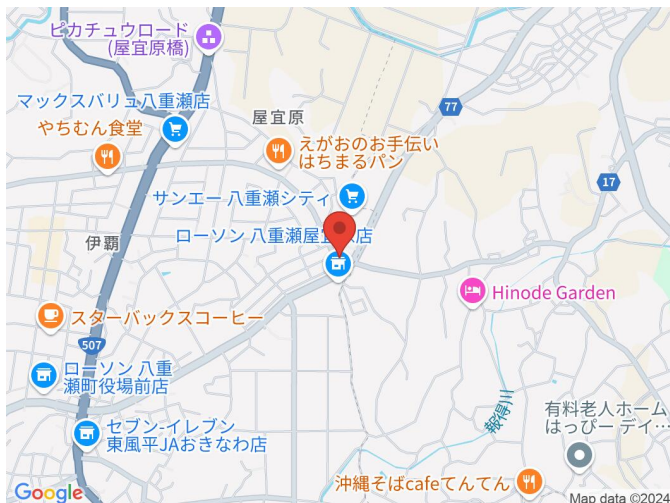 ピカチュウロード
(屋宜原橋)
マックスバリュ八重瀬店
やちむん食堂
屋宜原
えがおのお手伝い
はちまるパン
77
17
サンエー 八重瀬シティ
伊覇
ローソン 八重瀬屋宜原店
Hinode Garden
スターバックスコーヒー
507
ローソン 八重
瀬町役場前店
セブン-イレブン
東風平JAおきなわ店
報得川
有料老人ホーム
はっぴー デイ…
沖縄そばcafeてんてん
Google
Map data ©2024